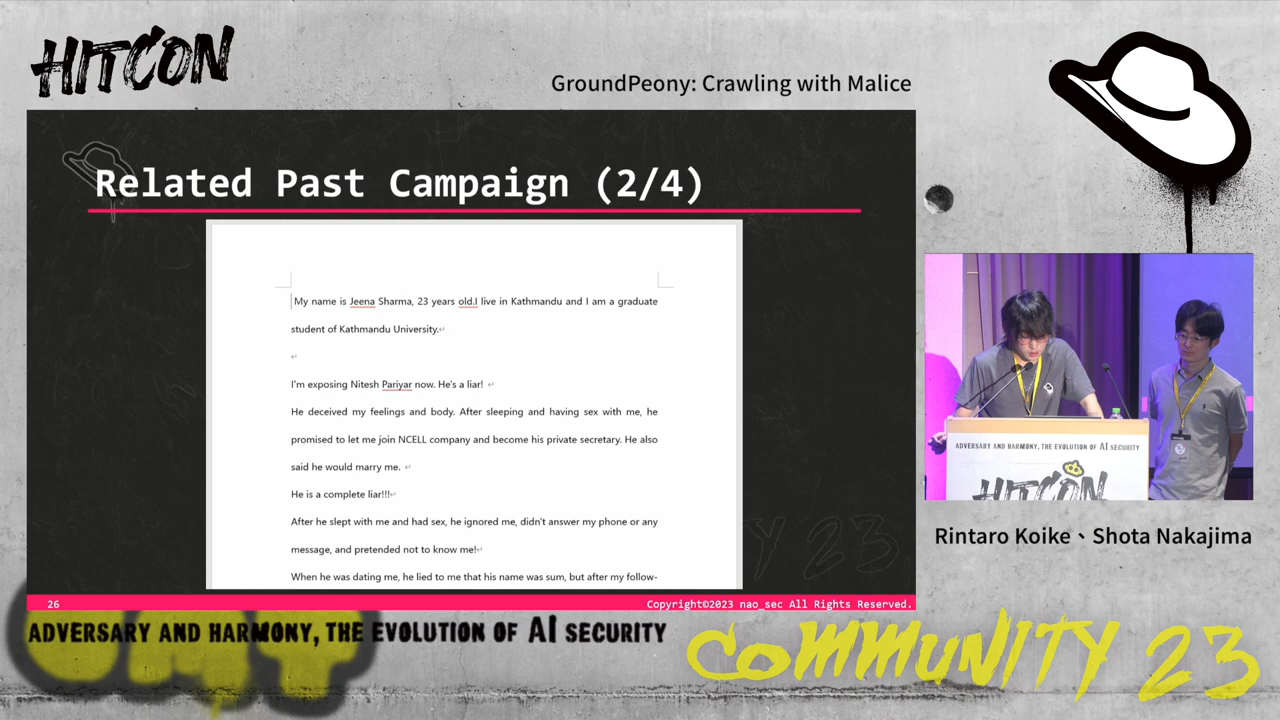 HITCON
GroundPeony: Crawling with Malice
Related Past Campaign (2/4)
My name is Jeena Sharma, 23 years old.I live in Kathmandu and I am a graduate
student of Kathmandu University.
I'm exposing Nitesh Pariyar now. He's a liar!
He deceived my feelings and body. After sleeping and having sex with me, he
promised to let me join NCELL company and become his private secretary. He also
said he would marry me.
He is a complete liar!!!
After he slept with me and had sex, he ignored me, didn't answer my phone or any
message, and pretended not to know me!
When he was dating me, he lied to me that his name was sum, but after my follow-
Y 23
26
Copyright©2023 nao_sec All Rights Reserved.
ADVERSARY AND HARMONY, THE EVOLUTION OF AI SECURITY
HITCON
Rintaro Koike、Shota Nakajima
CMT
ADVERSARY AND HARMONY, THE EVOLUTION OF AI SECURITY
COMMUNITY 23